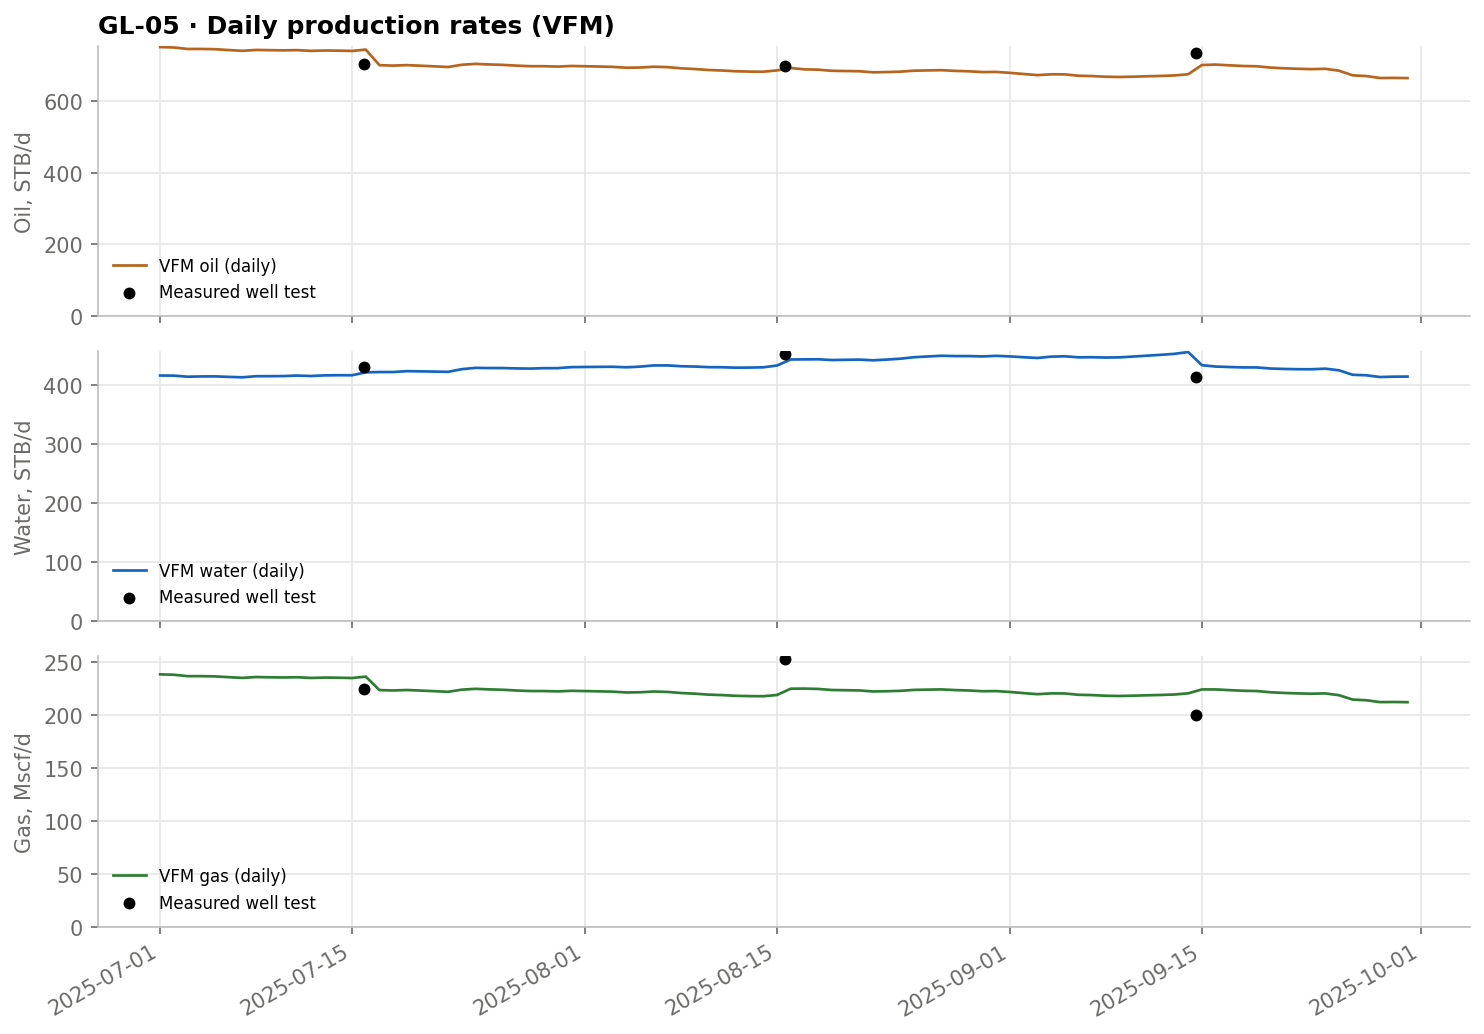 GL-05 · Daily production rates (VFM)
Oil, STB/d
600
400
200
0
VFM oil (daily)
Measured well test
Water, STB/d
400
300
200
100
0
VFM water (daily)
Measured well test
Gas, Mscf/d
250
200
150
100
50
0
VFM gas (daily)
Measured well test
2025-07-01
2025-07-15
2025-08-01
2025-08-15
2025-09-01
2025-09-15
2025-10-01